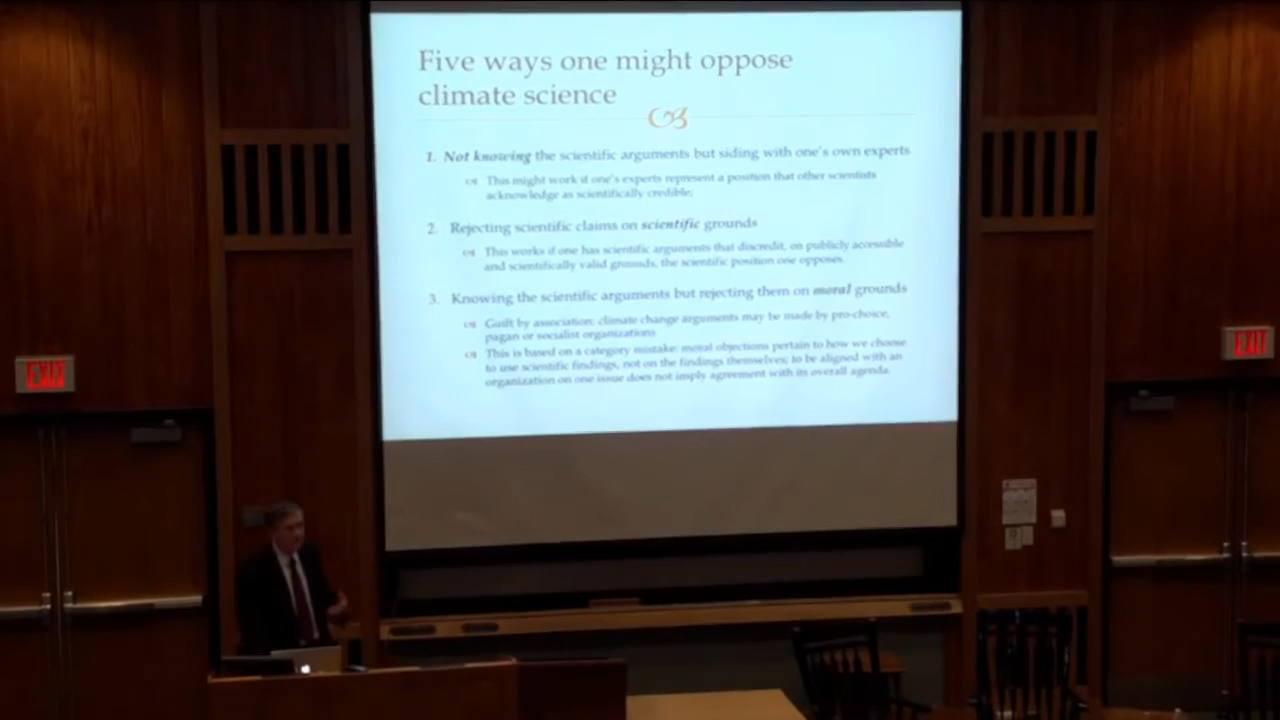 Five ways one might oppose
climate science
1. Not knowing the scientific arguments but siding with one's own experts
This might work if one's experts represent a position that other scientists
acknowledge as scientifically credible;
2. Rejecting scientific claims on scientific grounds
This works if one has scientific arguments that discredit, on publicly accessible
and scientifically valid grounds, the scientific position one opposes.
3. Knowing the scientific arguments but rejecting them on moral grounds
Guilt by association: climate change arguments may be made by pro-choice,
pagan or socialist organizations
This is based on a category mistake: moral objections pertain to how we choose
to use scientific findings, not on the findings themselves; to be aligned with an
organization on one issue does not imply agreement with its overall agenda.
EXIT
EXIT